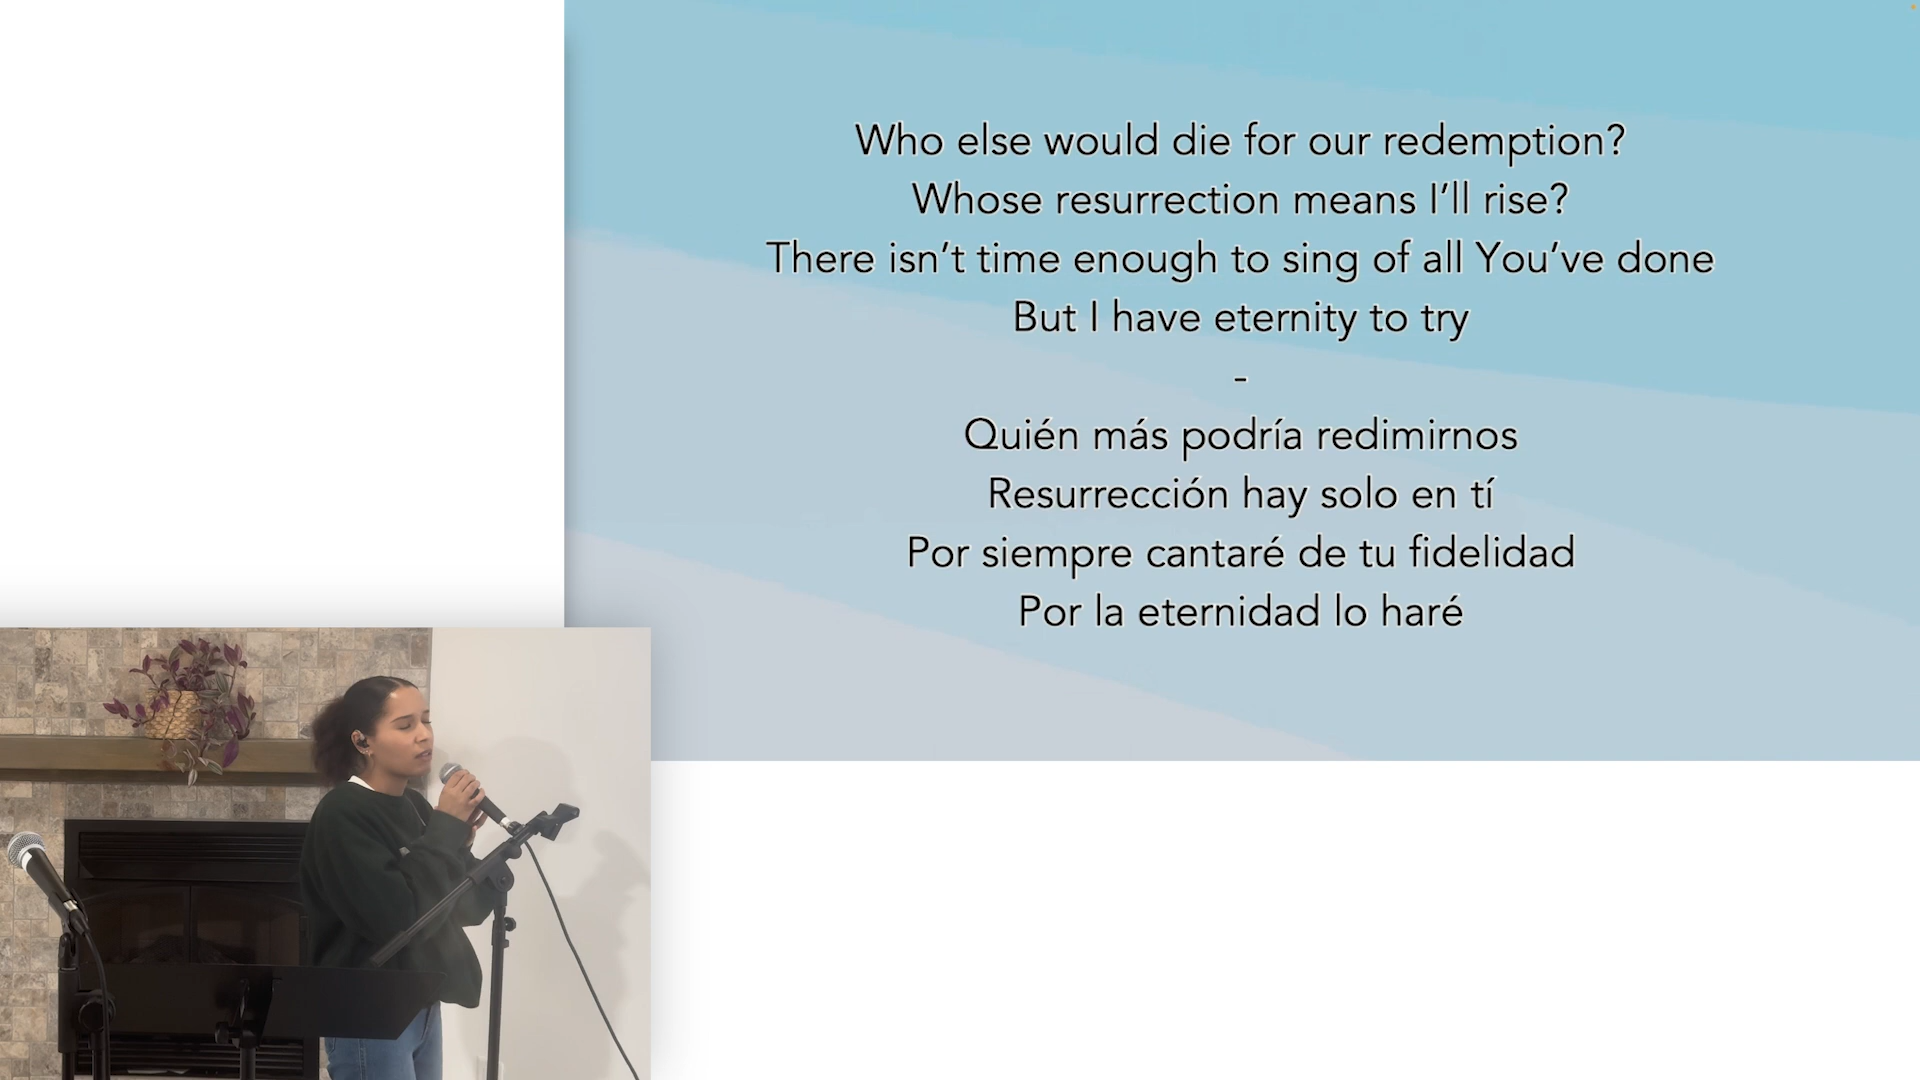 Who else would die for our redemption?
Whose resurrection means I'll rise?
There isn't time enough to sing of all You've done
But I have eternity to try
-
Quién más podría redimirnos
Resurrección hay solo en tí
Por siempre cantaré de tu fidelidad
Por la eternidad lo haré